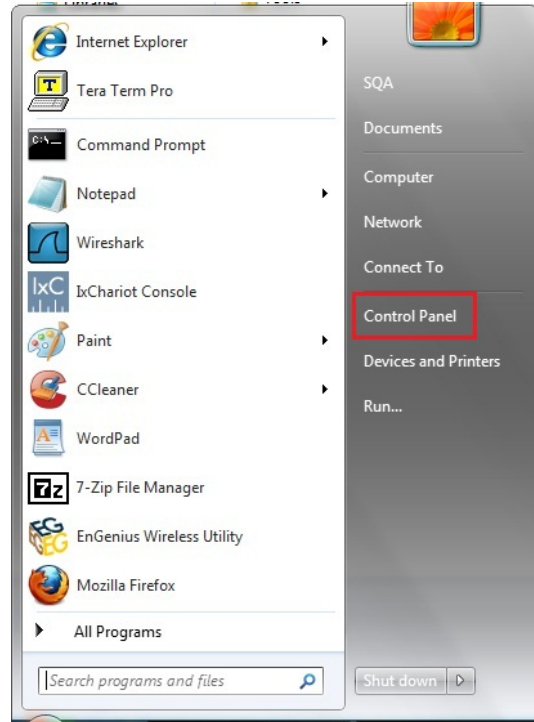 Internet Explorer
Tera Term Pro
Command Prompt
Notepad
Wireshark
IxChariot Console
Paint
CCleaner
WordPad
7-Zip File Manager
EnGenius Wireless Utility
Mozilla Firefox
All Programs
Search programs and files
SQA
Documents
Computer
Network
Connect To
Control Panel
Devices and Printers
Run...
Shut down